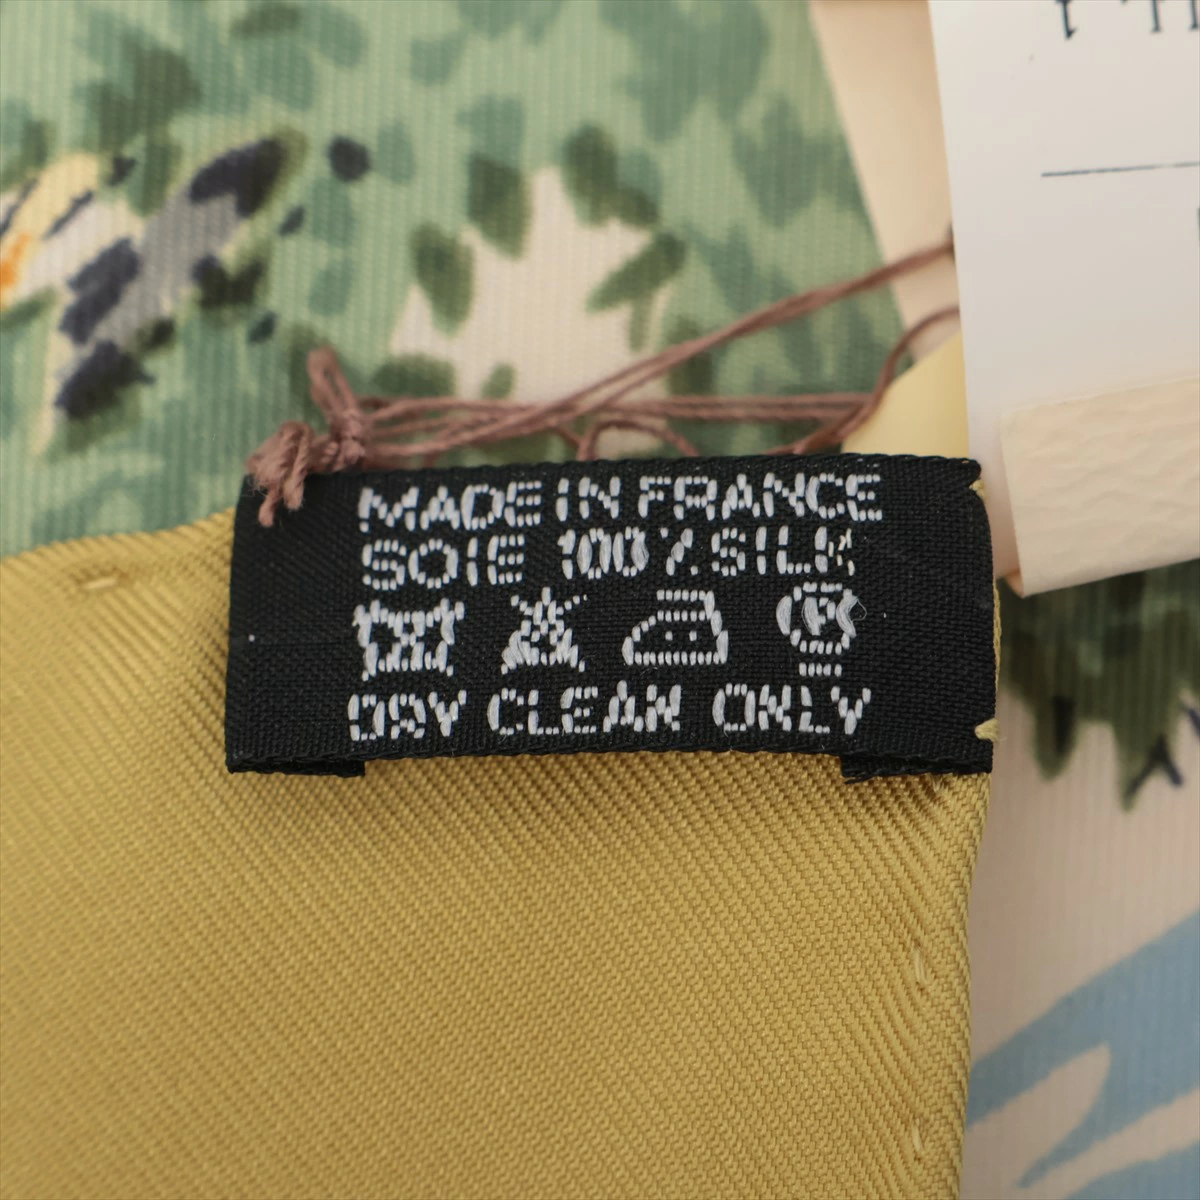 MADE IN FRANCE
SOIE 100% SILK
P
DRY CLEAN ONLY